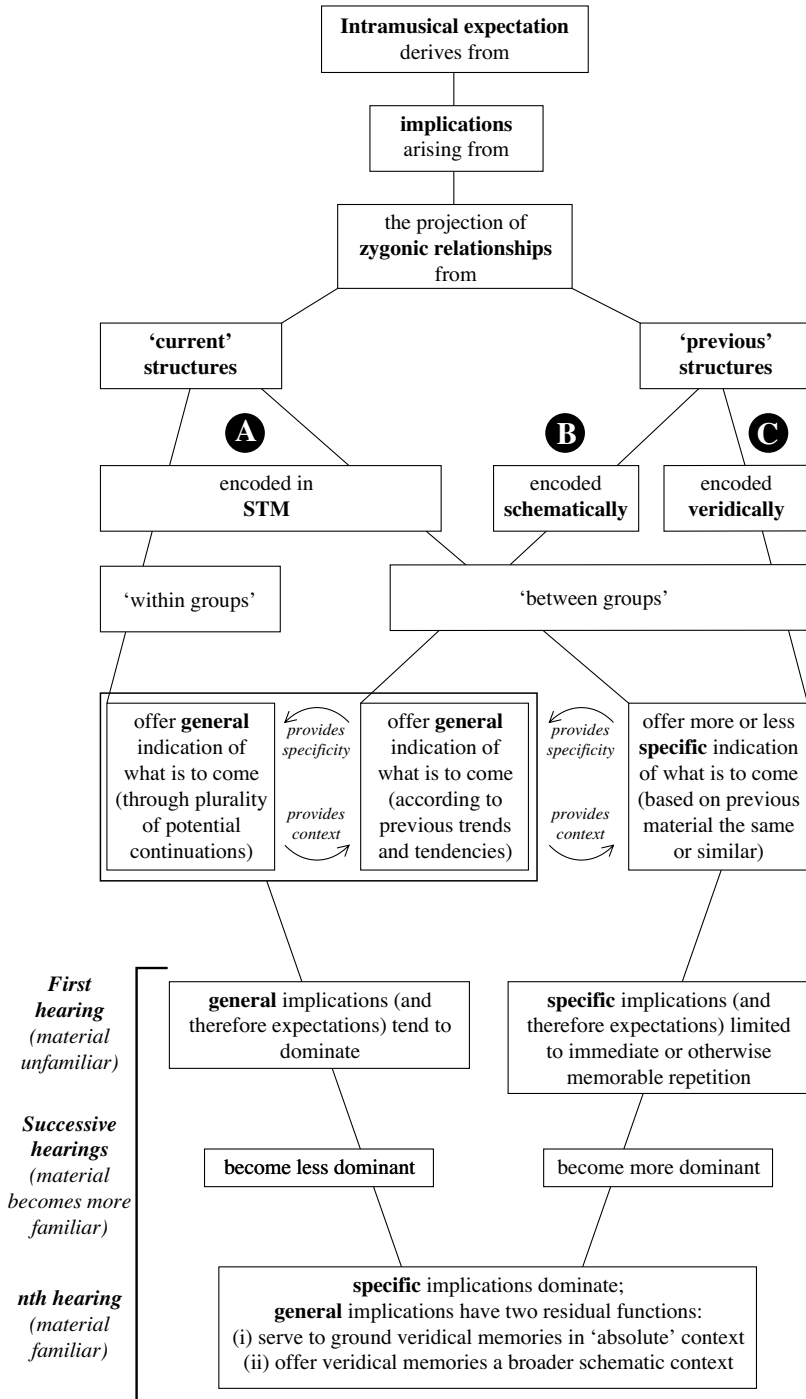 Intramusical expectation
derives from
implications
arising from
the projection of
zygonic relationships
from
‘current’
structures
‘previous’
structures
A
B
C
encoded in
STM
encoded
schematically
encoded
veridically
‘within groups’
‘between groups’
offer general
indication of
what is to come
(through plurality
of potential
continuations)
provides
specificity
provides
context
offer general
indication of
what is to come
(according to
previous trends
and tendencies)
provides
specificity
provides
context
offer more or less
specific indication
of what is to come
(based on previous
material the same
or similar)
First
hearing
(material
unfamiliar)
general implications (and
therefore expectations) tend to
dominate
specific implications (and
therefore expectations) limited
to immediate or otherwise
memorable repetition
Successive
hearings
(material
becomes more
familiar)
become less dominant
become more dominant
nth hearing
(material
familiar)
specific implications dominate;
general implications have two residual functions:
(i) serve to ground veridical memories in ‘absolute’ context
(ii) offer veridical memories a broader schematic context